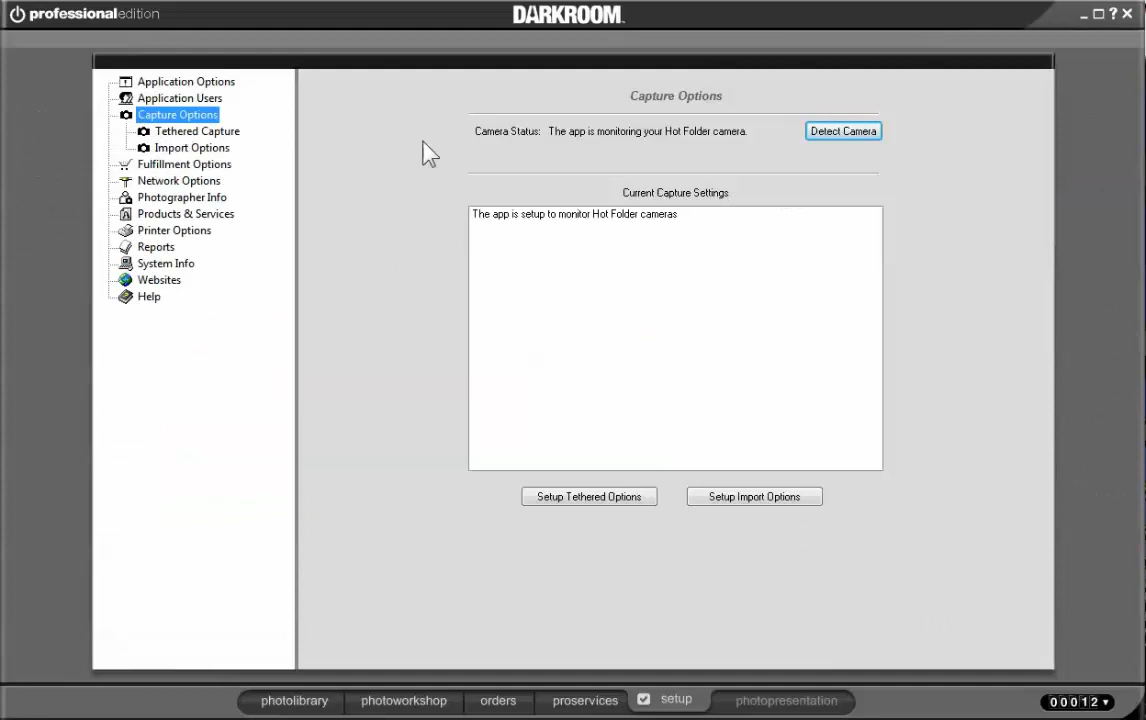 professionaledition
DARKROOM
Application Options
Application Users
Capture Options
Tethered Capture
Import Options
Fulfillment Options
Network Options
Photographer Info
Products & Services
Printer Options
Reports
System Info
Websites
Help
Capture Options
Camera Status: The app is monitoring your Hot Folder camera.
Detect Camera
Current Capture Settings
The app is setup to monitor Hot Folder cameras
Setup Tethered Options
Setup Import Options
photolibrary
photoworkshop
orders
proservices
setup
photopresentation
00012